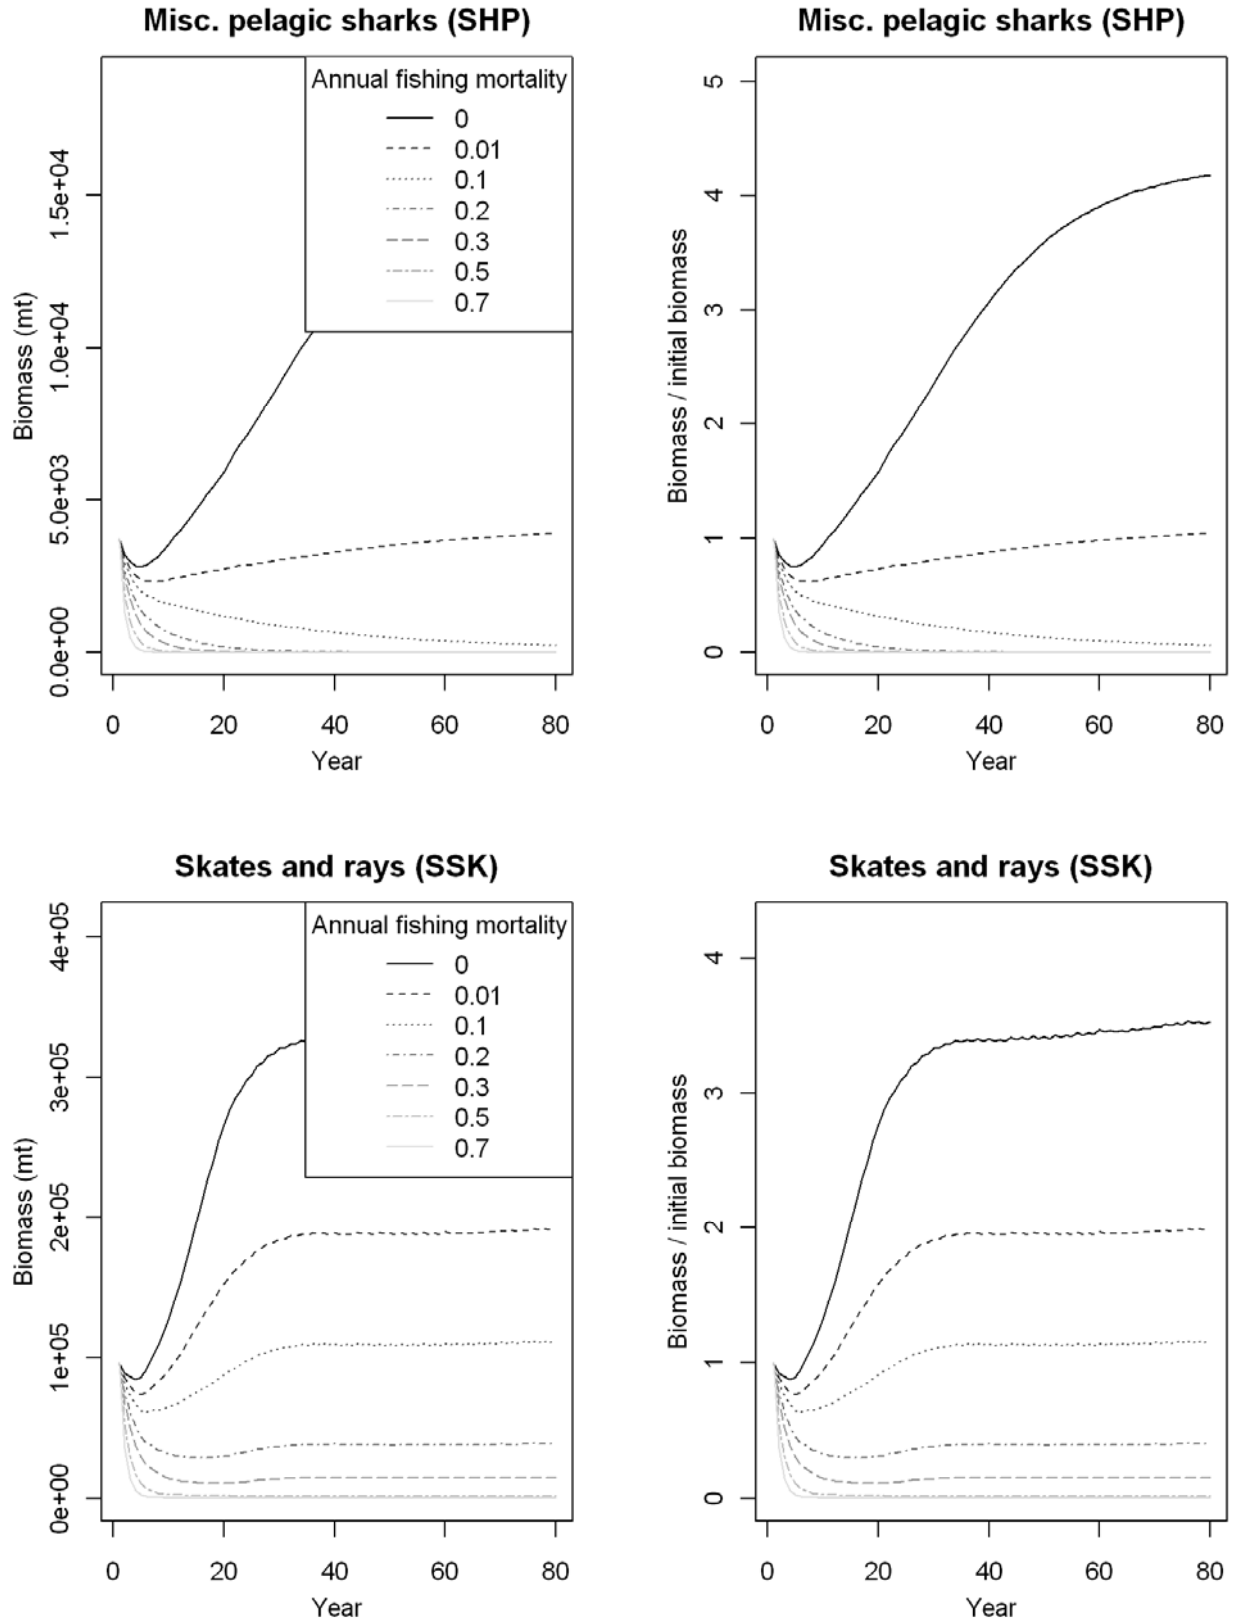 Misc. pelagic sharks (SHP)
Annual fishing mortality
0
0.01
0.1
0.2
0.3
0.5
0.7
Biomass (mt)
0.0e+00 5.0e+03 1.0e+04 1.5e+04
0 20 40 60 80
Year
Misc. pelagic sharks (SHP)
Biomass / initial biomass
0 1 2 3 4 5
0 20 40 60 80
Year
Skates and rays (SSK)
Annual fishing mortality
0
0.01
0.1
0.2
0.3
0.5
0.7
Biomass (mt)
0e+00 1e+05 2e+05 3e+05 4e+05
0 20 40 60 80
Year
Skates and rays (SSK)
Biomass / initial biomass
0 1 2 3 4
0 20 40 60 80
Year